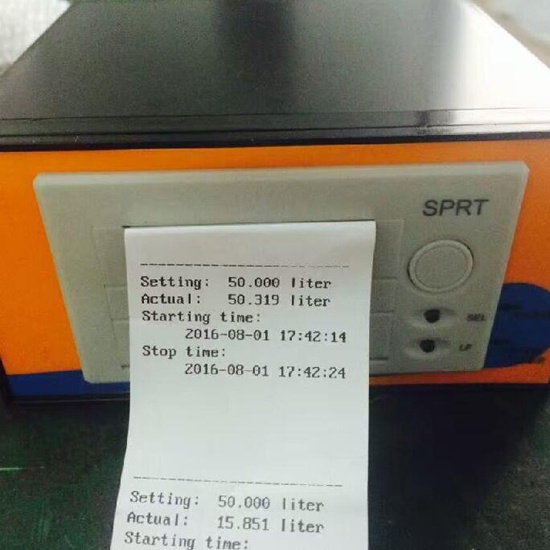 SPRT
Setting: 50.000 liter
Actual: 50.319 liter
Starting time:
2016-08-01 17:42:14
Stop time:
2016-08-01 17:42:24
SEL
LF
Setting: 50.000 liter
Actual: 15.851 liter
Starting time: